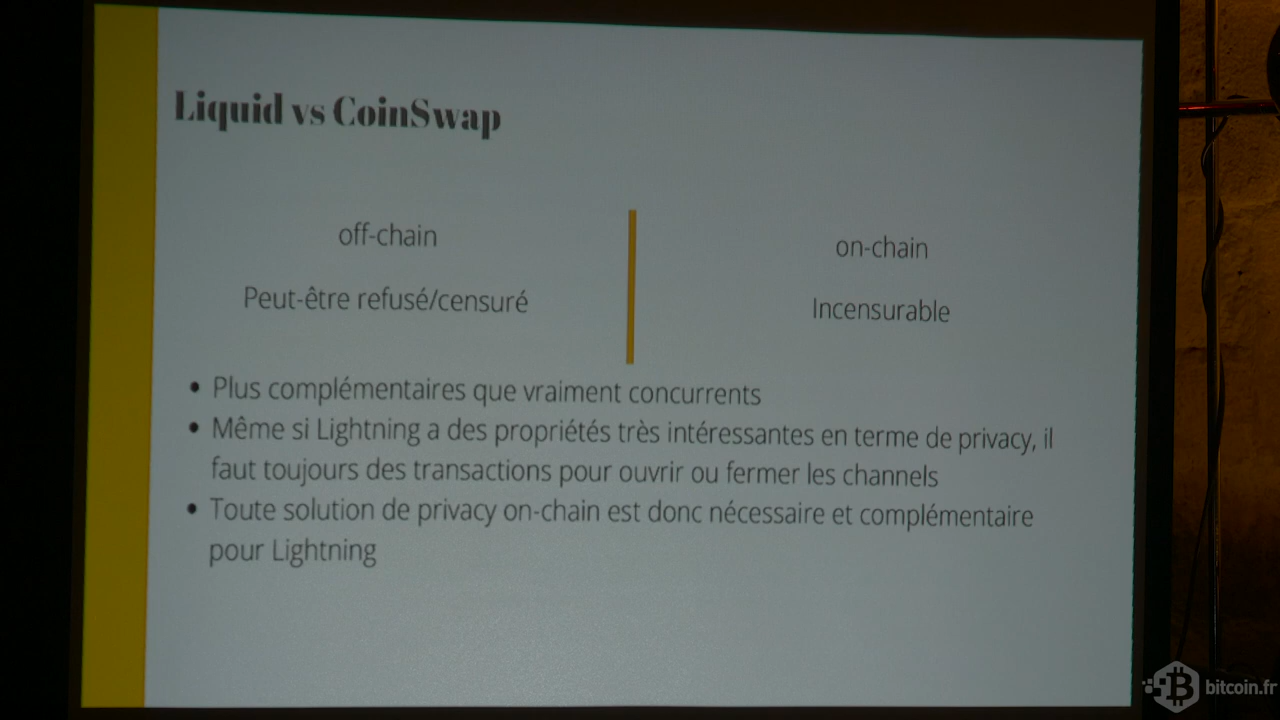 Liquid vs CoinSwap
off-chain
on-chain
Peut-être refusé/censuré
Incensurable
• Plus complémentaires que vraiment concurrents
• Même si Lightning a des propriétés très intéressantes en terme de privacy, il
faut toujours des transactions pour ouvrir ou fermer les channels
• Toute solution de privacy on-chain est donc nécessaire et complémentaire
pour Lightning
bitcoin.fr